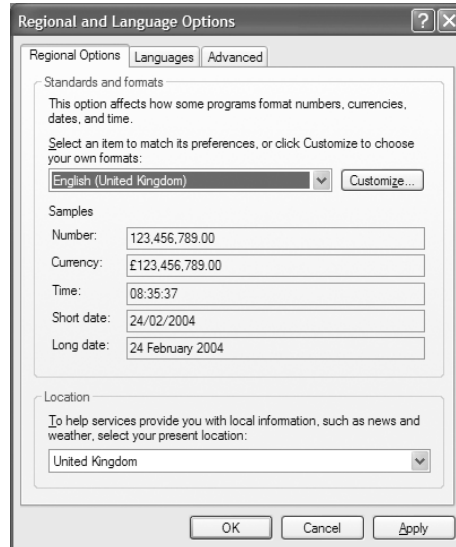 Regional and Language Options
Regional Options Languages Advanced
Standards and formats
This option affects how some programs format numbers, currencies,
dates, and time.
Select an item to match its preferences, or click Customize to choose
your own formats:
English (United Kingdom) Customize...
Samples
Number: 123,456,789.00
Currency: £123,456,789.00
Time: 08:35:37
Short date: 24/02/2004
Long date: 24 February 2004
Location
To help services provide you with local information, such as news and
weather, select your present location:
United Kingdom
OK Cancel Apply